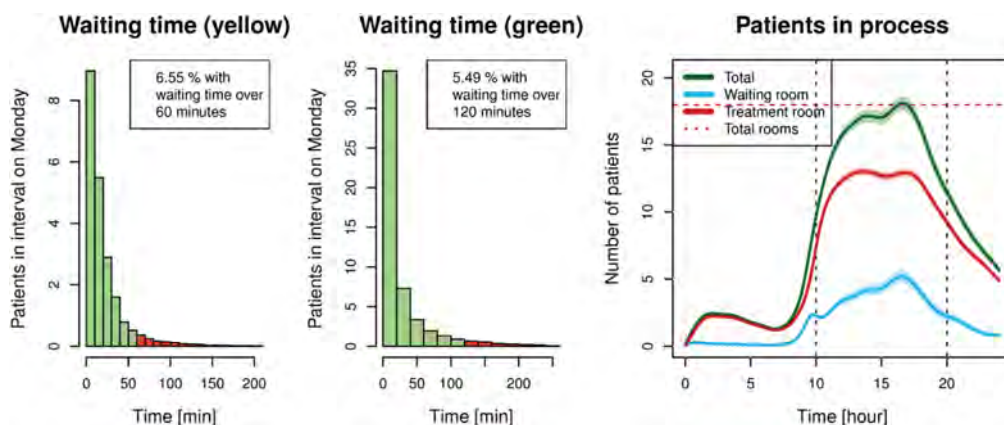 Waiting time (yellow)
Patients in interval on Monday
8
6
4
2
0
6.55 % with
waiting time over
60 minutes
0 50 100 150 200
Time [min]
Waiting time (green)
Patients in interval on Monday
35
30
25
20
15
10
5
0
5.49 % with
waiting time over
120 minutes
0 50 100 150 200
Time [min]
Patients in process
Number of patients
20
15
10
5
0
Total
Waiting room
Treatment room
Total rooms
0 5 10 15 20
Time [hour]